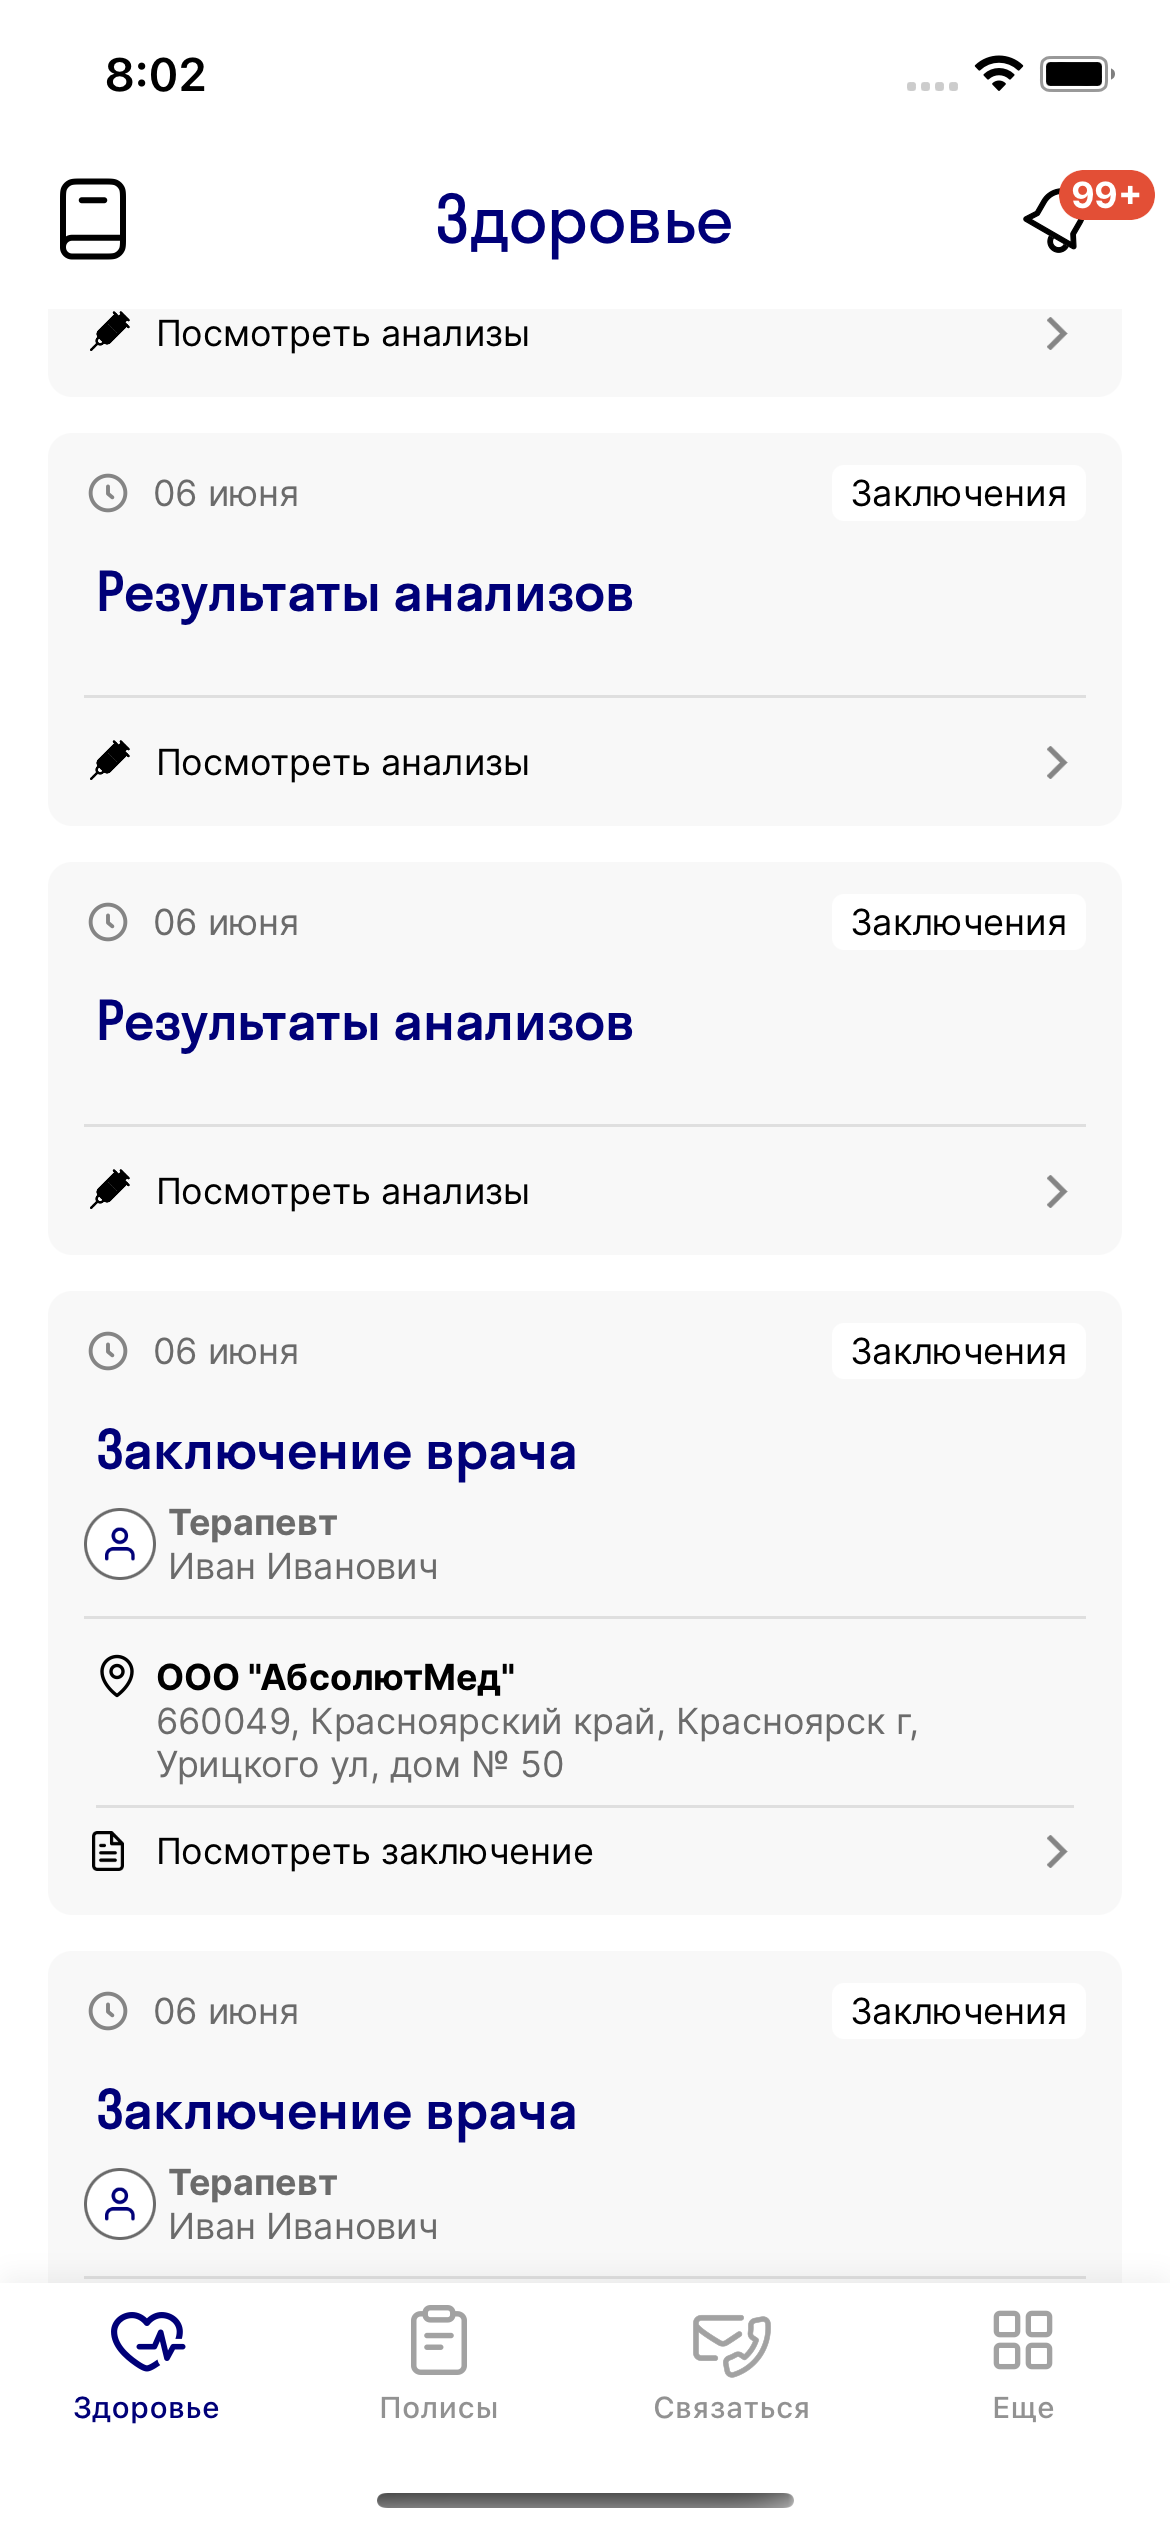 8:02
Здоровье
99+
Посмотреть анализы
06 июня
Заключения
Результаты анализов
Посмотреть анализы
06 июня
Заключения
Результаты анализов
Посмотреть анализы
06 июня
Заключения
Заключение врача
Терапевт
Иван Иванович
ООО "АбсолютМед"
660049, Красноярский край, Красноярск г,
Урицкого ул, дом № 50
Посмотреть заключение
06 июня
Заключения
Заключение врача
Терапевт
Иван Иванович
Здоровье
Полисы
Связаться
Еще